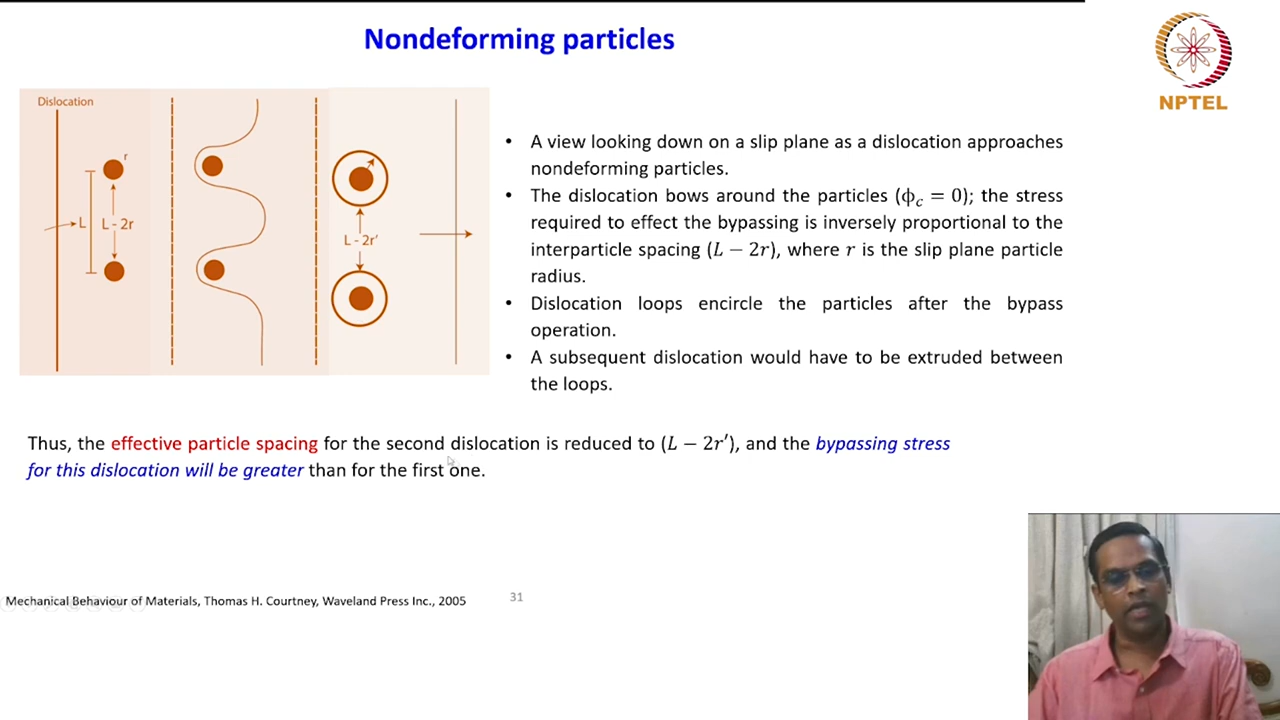 Nondeforming particles
NPTEL
Dislocation
r
L
L - 2r
L - 2r'
• A view looking down on a slip plane as a dislocation approaches
nondeforming particles.
• The dislocation bows around the particles (ϕc = 0); the stress
required to effect the bypassing is inversely proportional to the
interparticle spacing (L − 2r), where r is the slip plane particle
radius.
• Dislocation loops encircle the particles after the bypass
operation.
• A subsequent dislocation would have to be extruded between
the loops.
Thus, the effective particle spacing for the second dislocation is reduced to (L − 2r′), and the bypassing stress
for this dislocation will be greater than for the first one.
Mechanical Behaviour of Materials, Thomas H. Courtney, Waveland Press Inc., 2005
31